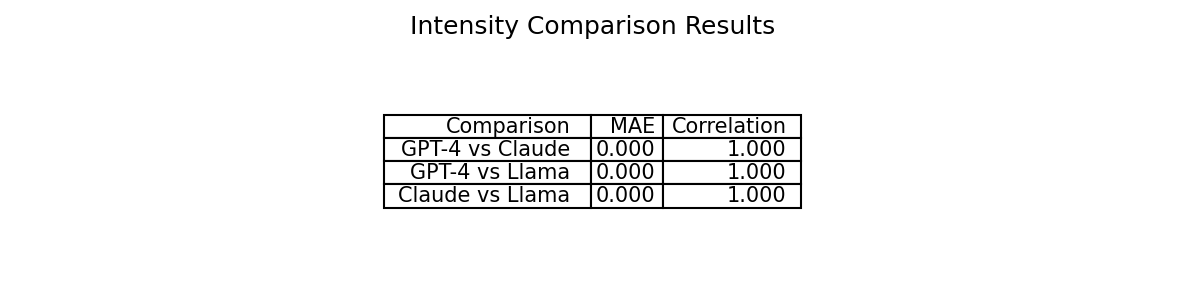 Intensity Comparison Results
Comparison MAE Correlation
GPT-4 vs Claude 0.000 1.000
GPT-4 vs Llama 0.000 1.000
Claude vs Llama 0.000 1.000